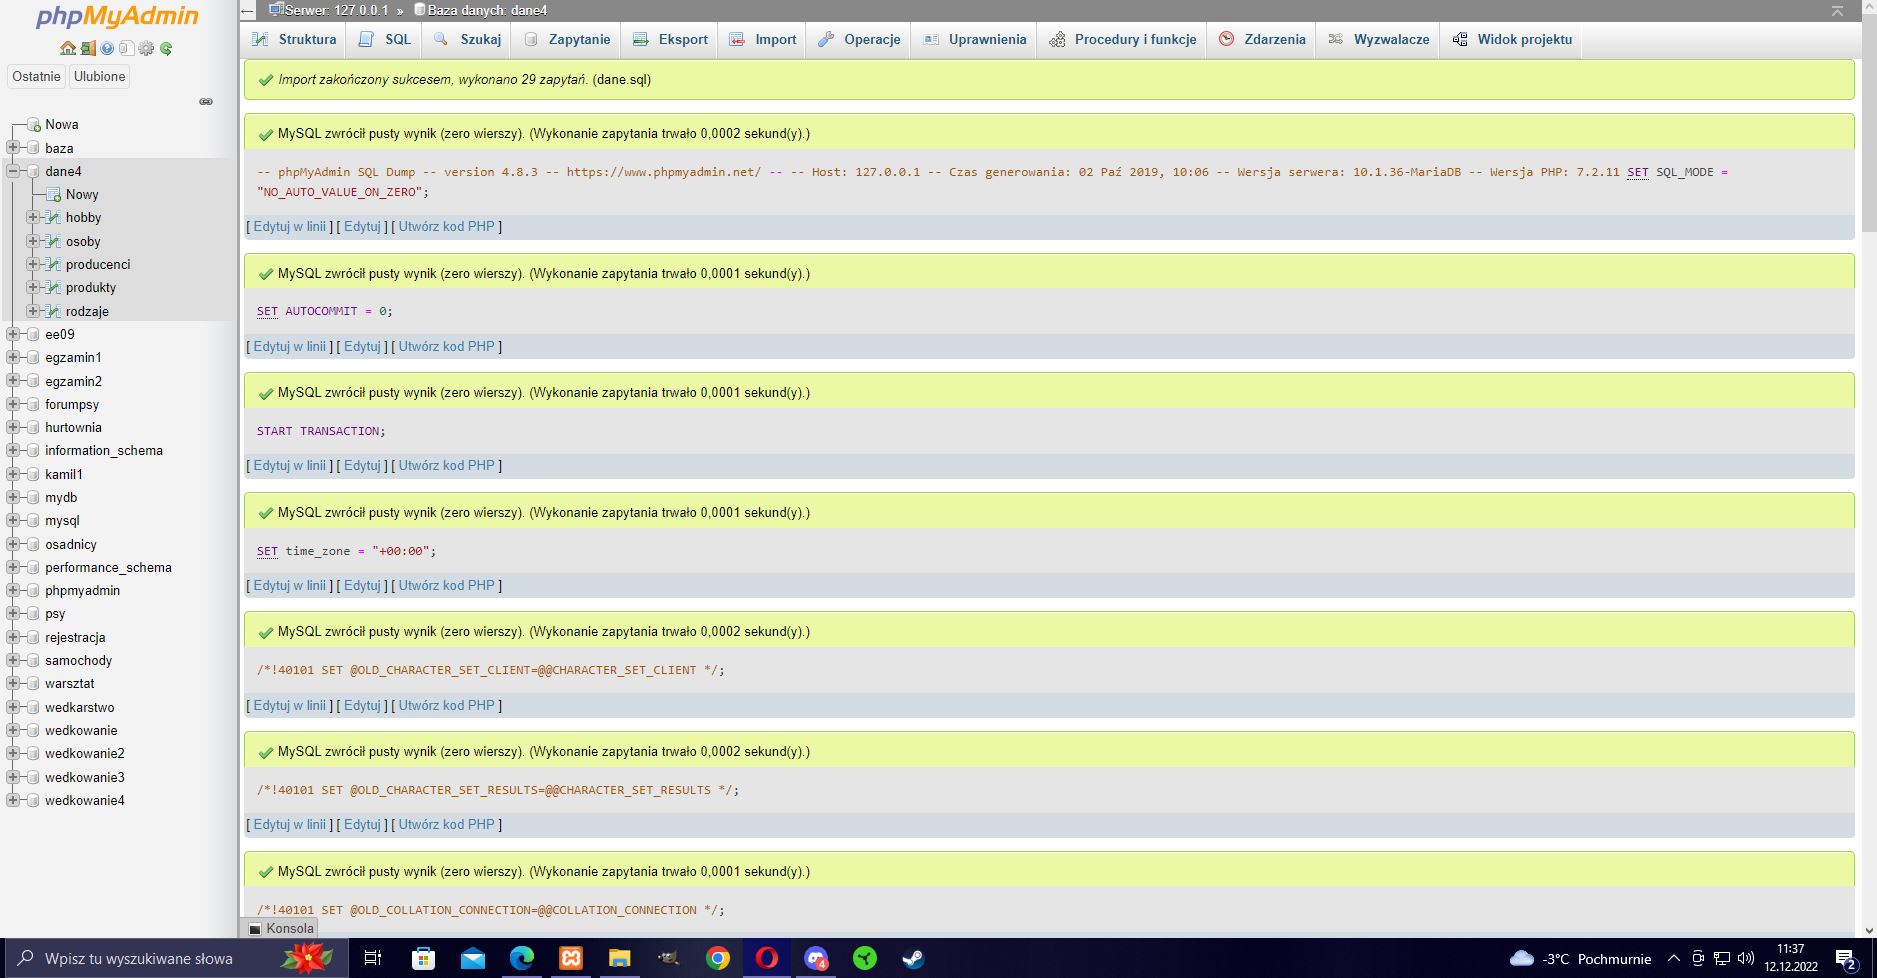 phpMyAdmin
Ostatnie Ulubione
Nowa
baza
dane4
Nowy
hobby
osoby
producenci
produkty
rodzaje
ee09
egzamin1
egzamin2
forumpsy
hurtownia
information_schema
kamil1
mydb
mysql
osadnicy
performance_schema
phpmyadmin
psy
rejestracja
samochody
warsztat
wedkarstwo
wedkowanie
wedkowanie2
wedkowanie3
wedkowanie4
Serwer: 127.0.0.1 » Baza danych: dane4
Struktura SQL Szukaj Zapytanie Eksport Import Operacje Uprawnienia Procedury i funkcje Zdarzenia Wyzwalacze Widok projektu
Import zakończony sukcesem, wykonano 29 zapytań. (dane.sql)
MySQL zwrócił pusty wynik (zero wierszy). (Wykonanie zapytania trwało 0,0002 sekund(y).)
-- phpMyAdmin SQL Dump -- version 4.8.3 -- https://www.phpmyadmin.net/ -- -- Host: 127.0.0.1 -- Czas generowania: 02 Paź 2019, 10:06 -- Wersja serwera: 10.1.36-MariaDB -- Wersja PHP: 7.2.11 SET SQL_MODE =
"NO_AUTO_VALUE_ON_ZERO";
[ Edytuj w linii ] [ Edytuj ] [ Utwórz kod PHP ]
MySQL zwrócił pusty wynik (zero wierszy). (Wykonanie zapytania trwało 0,0001 sekund(y).)
SET AUTOCOMMIT = 0;
[ Edytuj w linii ] [ Edytuj ] [ Utwórz kod PHP ]
MySQL zwrócił pusty wynik (zero wierszy). (Wykonanie zapytania trwało 0,0001 sekund(y).)
START TRANSACTION;
[ Edytuj w linii ] [ Edytuj ] [ Utwórz kod PHP ]
MySQL zwrócił pusty wynik (zero wierszy). (Wykonanie zapytania trwało 0,0001 sekund(y).)
SET time_zone = "+00:00";
[ Edytuj w linii ] [ Edytuj ] [ Utwórz kod PHP ]
MySQL zwrócił pusty wynik (zero wierszy). (Wykonanie zapytania trwało 0,0002 sekund(y).)
/*!40101 SET @OLD_CHARACTER_SET_CLIENT=@@CHARACTER_SET_CLIENT */;
[ Edytuj w linii ] [ Edytuj ] [ Utwórz kod PHP ]
MySQL zwrócił pusty wynik (zero wierszy). (Wykonanie zapytania trwało 0,0002 sekund(y).)
/*!40101 SET @OLD_CHARACTER_SET_RESULTS=@@CHARACTER_SET_RESULTS */;
[ Edytuj w linii ] [ Edytuj ] [ Utwórz kod PHP ]
MySQL zwrócił pusty wynik (zero wierszy). (Wykonanie zapytania trwało 0,0001 sekund(y).)
/*!40101 SET @OLD_COLLATION_CONNECTION=@@COLLATION_CONNECTION */;
Konsola
Wpisz tu wyszukiwane słowa
4
-3°C Pochmurnie
11:37
12.12.2022
2